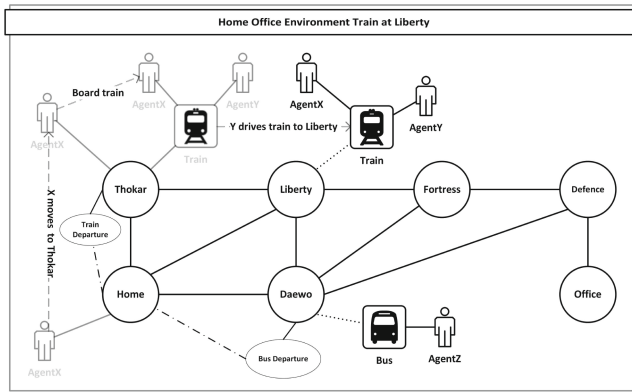 Home Office Environment Train at Liberty
Board train
AgentX
AgentY
AgentX
AgentY
AgentX
Y drives train to Liberty
Train
Train
X moves to Thokar
Thokar
Liberty
Fortress
Defence
Train
Departure
Home
Daewo
Office
Bus Departure
Bus
AgentZ
AgentX